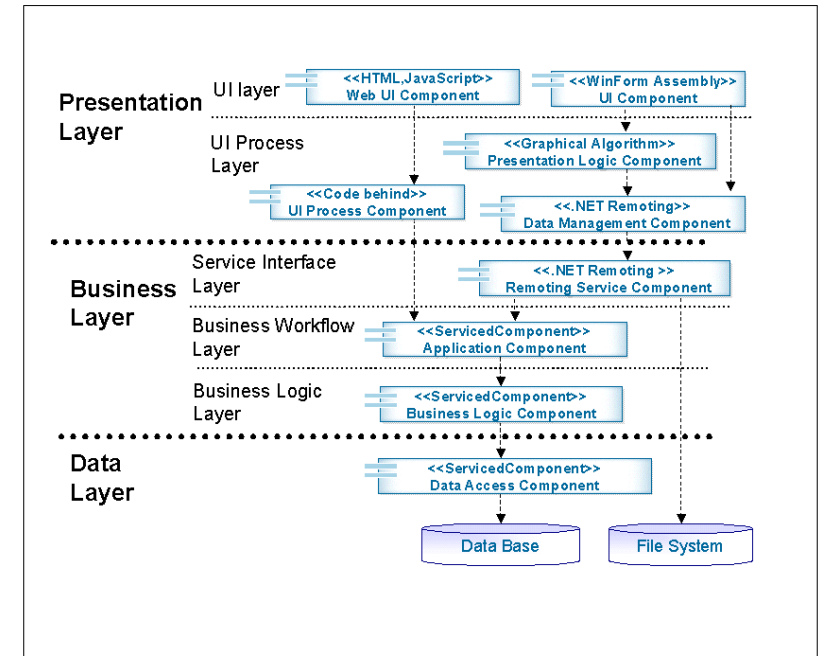 Presentation
Layer
UI layer
<<HTML,JavaScript>>
Web UI Component
<<WinForm Assembly>>
UI Component
UI Process
Layer
<<Graphical Algorithm>>
Presentation Logic Component
<<Code behind>>
UI Process Component
<<.NET Remoting>>
Data Management Component
Business
Layer
Service Interface
Layer
<<.NET Remoting >>
Remoting Service Component
Business Workflow
Layer
<<ServicedComponent>>
Application Component
Business Logic
Layer
<<ServicedComponent>>
Business Logic Component
Data
Layer
<<ServicedComponent>>
Data Access Component
Data Base
File System